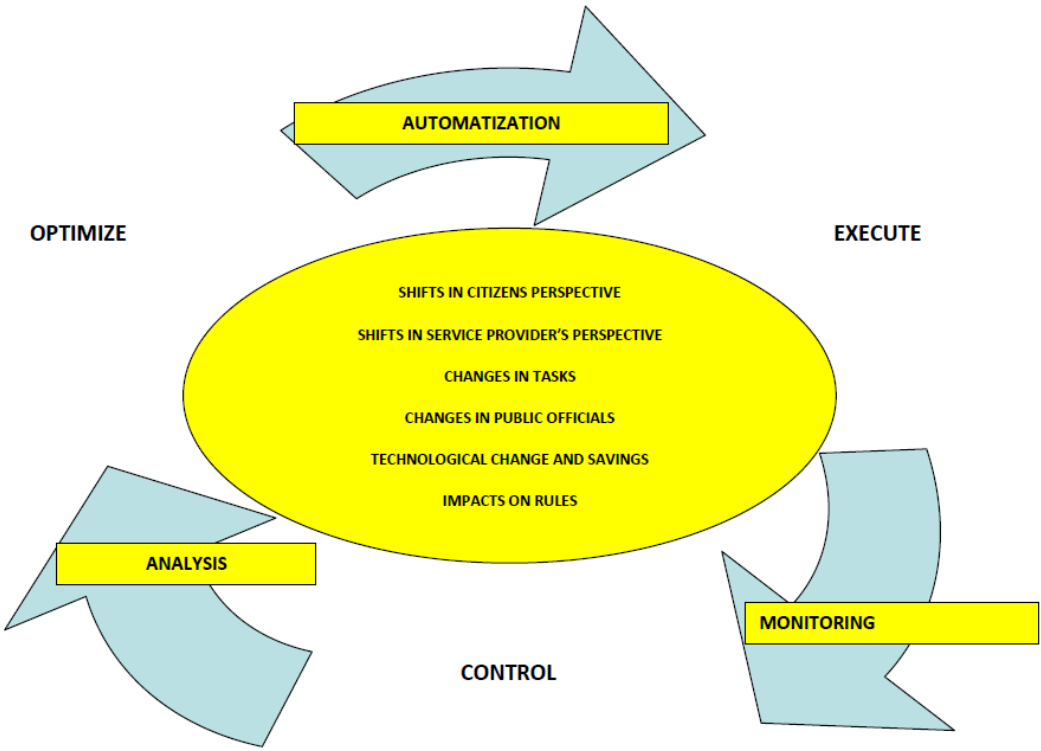 AUTOMATIZATION
OPTIMIZE
EXECUTE
SHIFTS IN CITIZENS PERSPECTIVE
SHIFTS IN SERVICE PROVIDER'S PERSPECTIVE
CHANGES IN TASKS
CHANGES IN PUBLIC OFFICIALS
TECHNOLOGICAL CHANGE AND SAVINGS
IMPACTS ON RULES
ANALYSIS
MONITORING
CONTROL